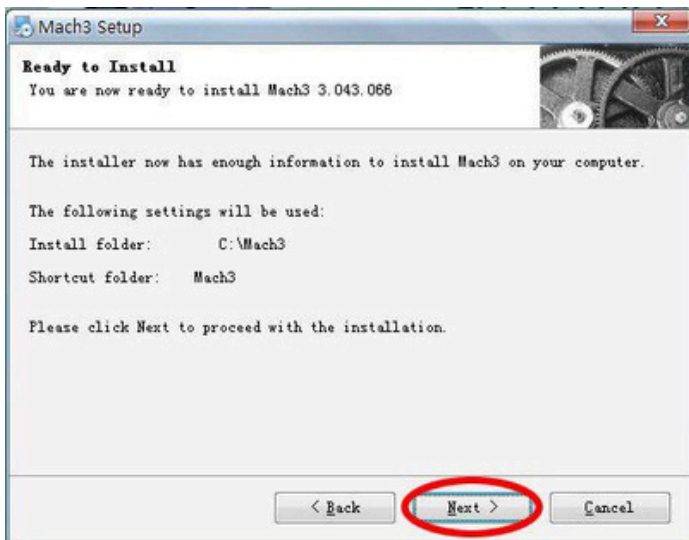 Mach3 Setup
Ready to Install
You are now ready to install Mach3 3.043.066
The installer now has enough information to install Mach3 on your computer.
The following settings will be used:
Install folder: C:\Mach3
Shortcut folder: Mach3
Please click Next to proceed with the installation.
< Back Next > Cancel